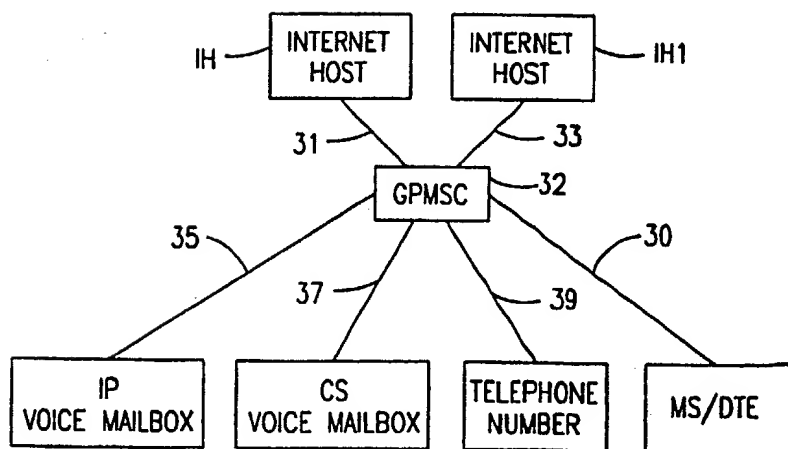 IH
INTERNET
HOST
INTERNET
HOST
IH1
31
33
GPMSC
32
35
37
39
30
IP
VOICE MAILBOX
CS
VOICE MAILBOX
TELEPHONE
NUMBER
MS/DTE